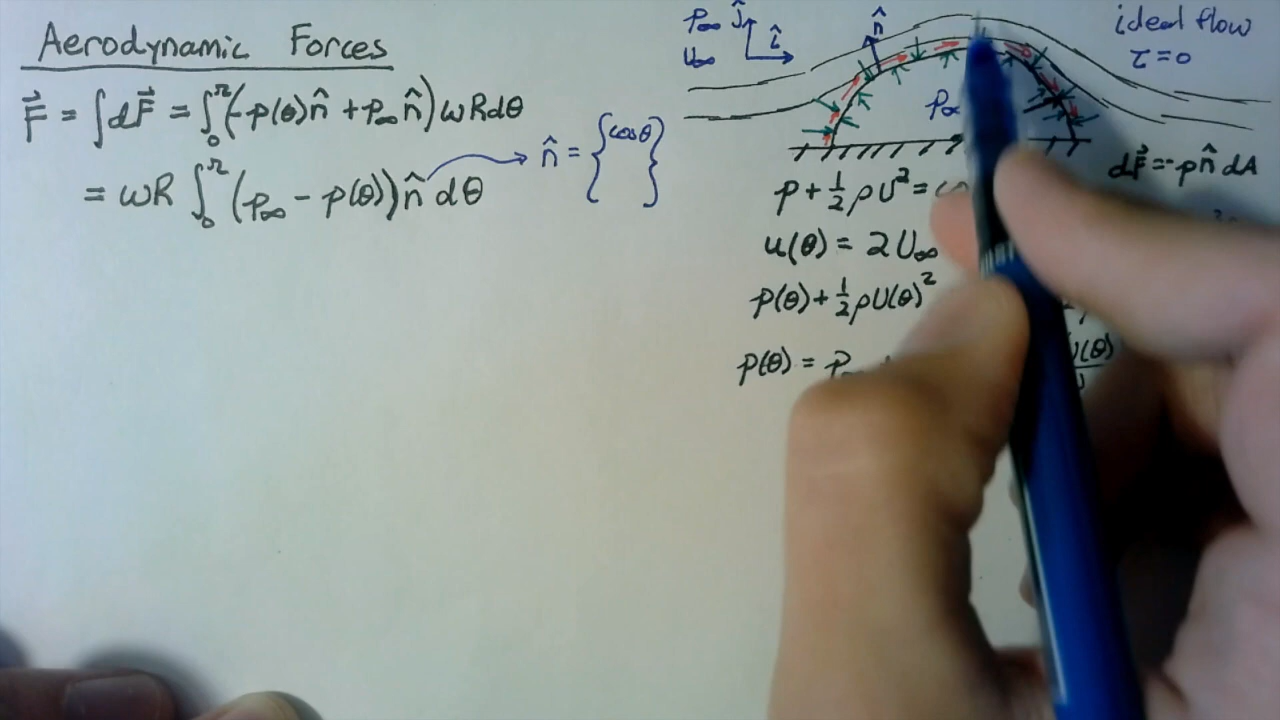 Aerodynamic Forces
F⃗ = ∫dF⃗ = ∫₀^π (-p(θ)n̂ + p∞ n̂) wRdθ
= wR ∫₀^π (p∞ - p(θ)) n̂ dθ → n̂ = { cosθ }
p∞ ĵ
U∞ î
n̂
p∞
ideal flow
τ = 0
dF⃗ = -p n̂ dA
p + ½ρU² =
u(θ) = 2U∞
p(θ) + ½ρU(θ)²
p(θ) = p∞
U(θ)